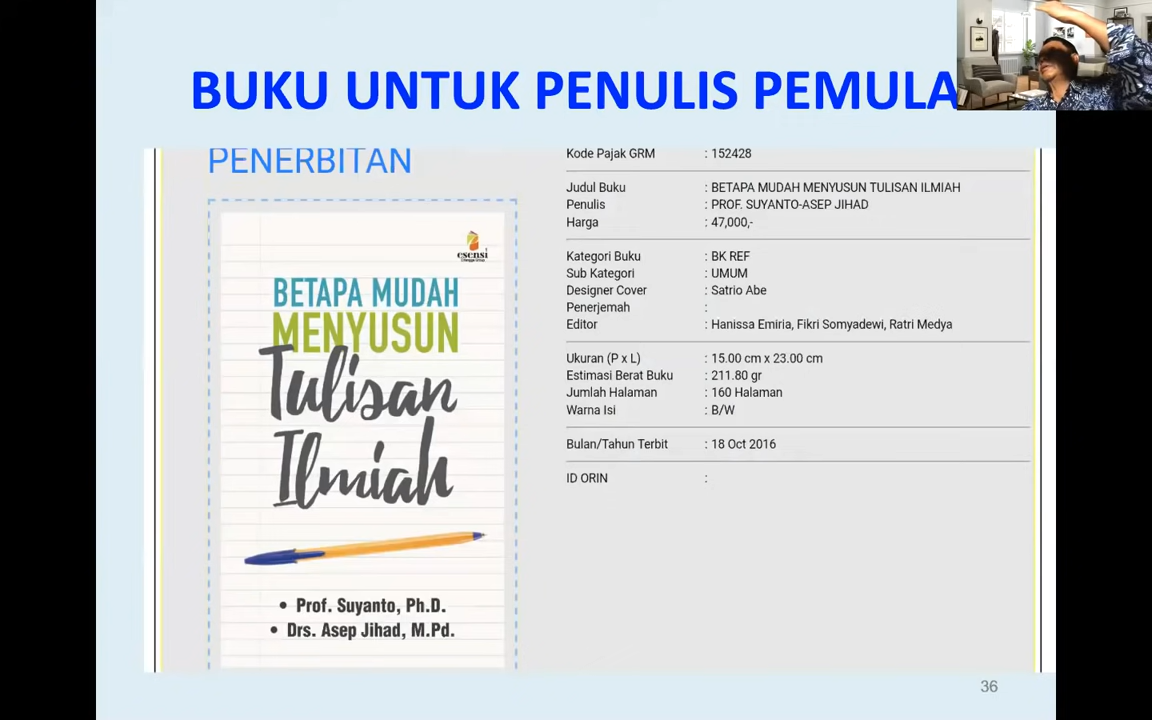 BUKU UNTUK PENULIS PEMULA
PENERBITAN
esensi
BETAPA MUDAH
MENYUSUN
Tulisan
Ilmiah
• Prof. Suyanto, Ph.D.
• Drs. Asep Jihad, M.Pd.
Kode Pajak GRM : 152428
Judul Buku : BETAPA MUDAH MENYUSUN TULISAN ILMIAH
Penulis : PROF. SUYANTO-ASEP JIHAD
Harga : 47,000,-
Kategori Buku : BK REF
Sub Kategori : UMUM
Designer Cover : Satrio Abe
Penerjemah :
Editor : Hanissa Emiria, Fikri Somyadewi, Ratri Medya
Ukuran (P x L) : 15.00 cm x 23.00 cm
Estimasi Berat Buku : 211.80 gr
Jumlah Halaman : 160 Halaman
Warna Isi : B/W
Bulan/Tahun Terbit : 18 Oct 2016
ID ORIN :
36